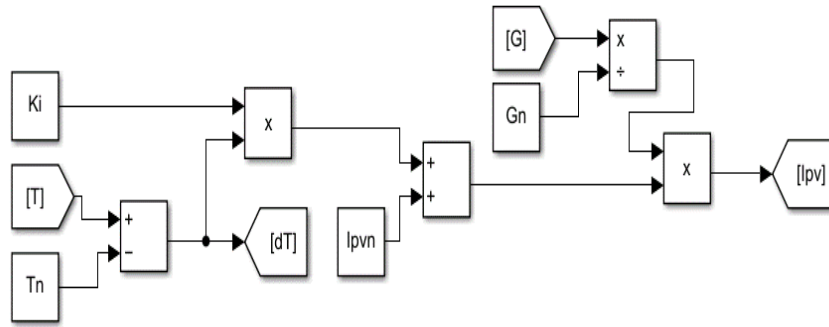 [G]
x
÷
Ki
Gn
x
[T]
+
+
x
[Ipv]
+
−
[dT]
Ipvn
Tn